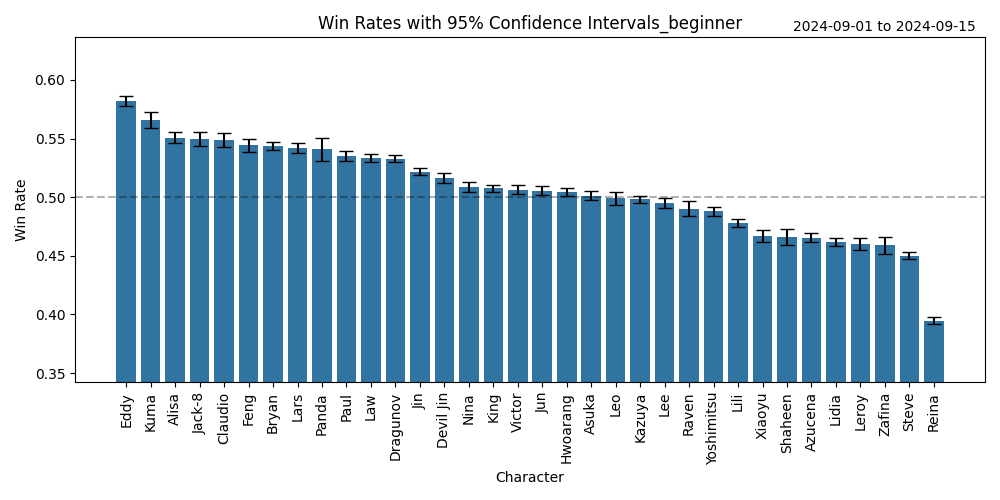 Win Rates with 95% Confidence Intervals_beginner
2024-09-01 to 2024-09-15
Win Rate
0.60
0.55
0.50
0.45
0.40
0.35
Eddy
Kuma
Alisa
Jack-8
Claudio
Feng
Bryan
Lars
Panda
Paul
Law
Dragunov
Jin
Devil Jin
Nina
King
Victor
Jun
Hwoarang
Asuka
Leo
Kazuya
Lee
Raven
Yoshimitsu
Lili
Xiaoyu
Shaheen
Azucena
Lidia
Leroy
Zafina
Steve
Reina
Character